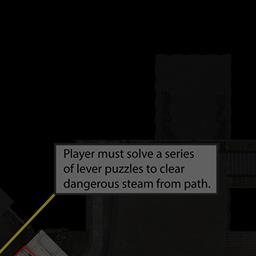 Player must solve a series
of lever puzzles to clear
dangerous steam from path.